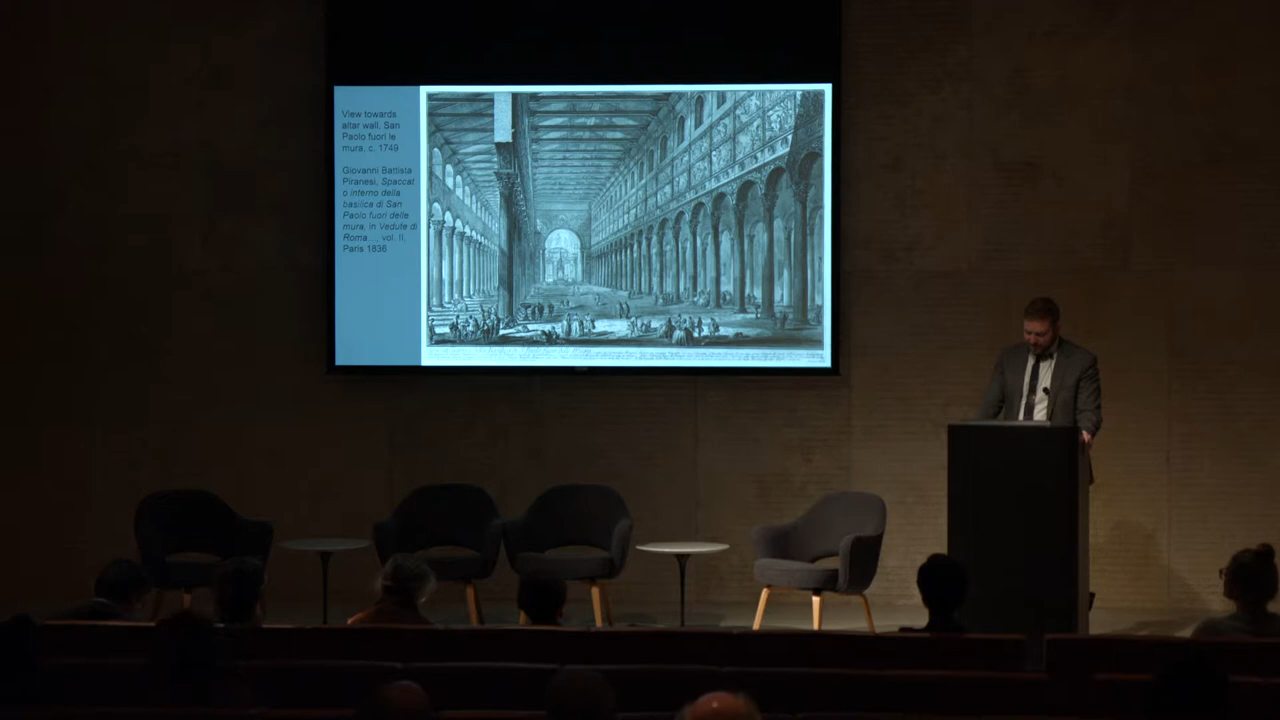 View towards
altar wall, San
Paolo fuori le
mura. c. 1749
Giovanni Battista
Piranesi, Spaccat
o interno della
basilica di San
Paolo fuori delle
mura, in Vedute di
Roma..., vol. II,
Paris 1836